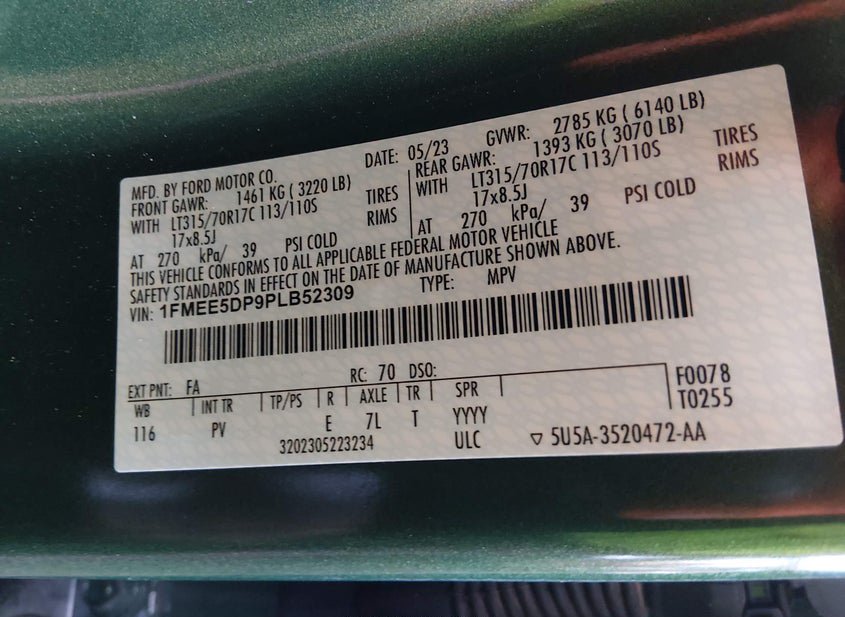 MFD. BY FORD MOTOR CO. DATE: 05/23 GVWR: 2785 KG ( 6140 LB)
FRONT GAWR: 1461 KG ( 3220 LB) REAR GAWR: 1393 KG ( 3070 LB)
WITH LT315/70R17C 113/110S TIRES WITH LT315/70R17C 113/110S TIRES
17x8.5J RIMS 17x8.5J RIMS
AT 270 kPa/ 39 PSI COLD AT 270 kPa/ 39 PSI COLD
THIS VEHICLE CONFORMS TO ALL APPLICABLE FEDERAL MOTOR VEHICLE
SAFETY STANDARDS IN EFFECT ON THE DATE OF MANUFACTURE SHOWN ABOVE.
VIN: 1FMEE5DP9PLB52309 TYPE: MPV
EXT PNT: FA RC: 70 DSO:
WB INT TR TP/PS R AXLE TR SPR F0078
116 PV E 7L T YYYY T0255
3202305223234 ULC ▽ 5U5A-3520472-AA